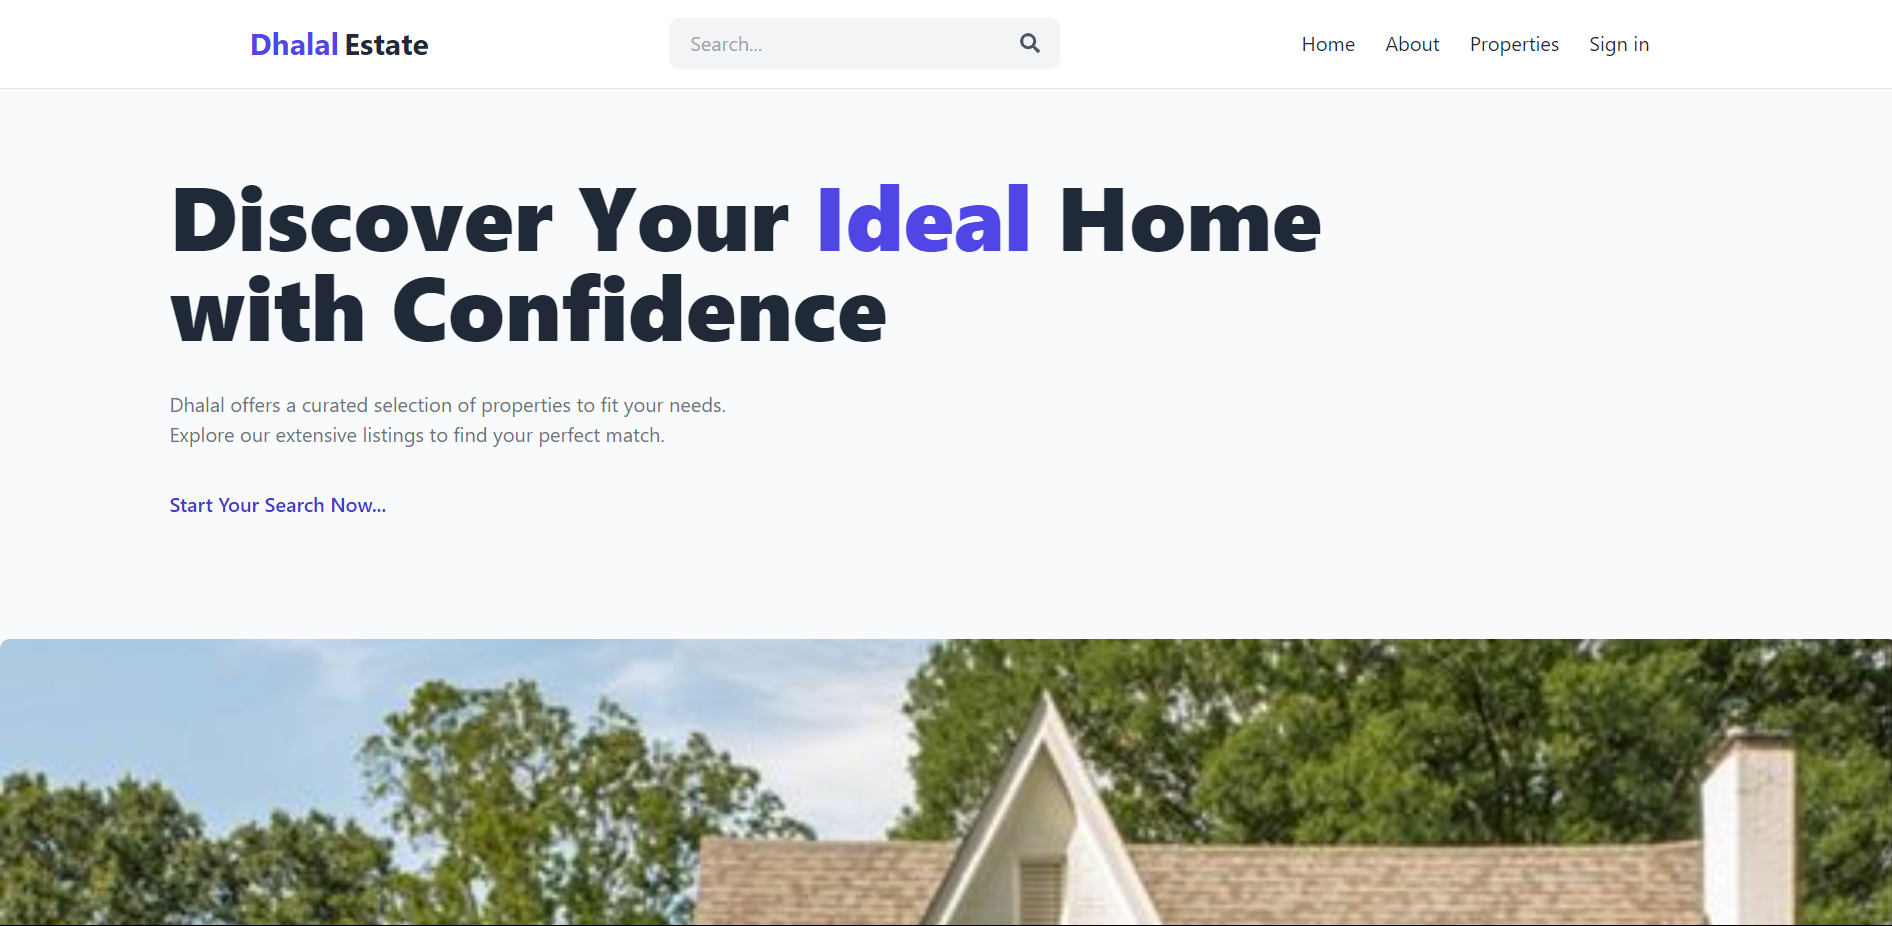 Dhalal Estate
Search...
Home About Properties Sign in
Discover Your Ideal Home
with Confidence
Dhalal offers a curated selection of properties to fit your needs.
Explore our extensive listings to find your perfect match.
Start Your Search Now...